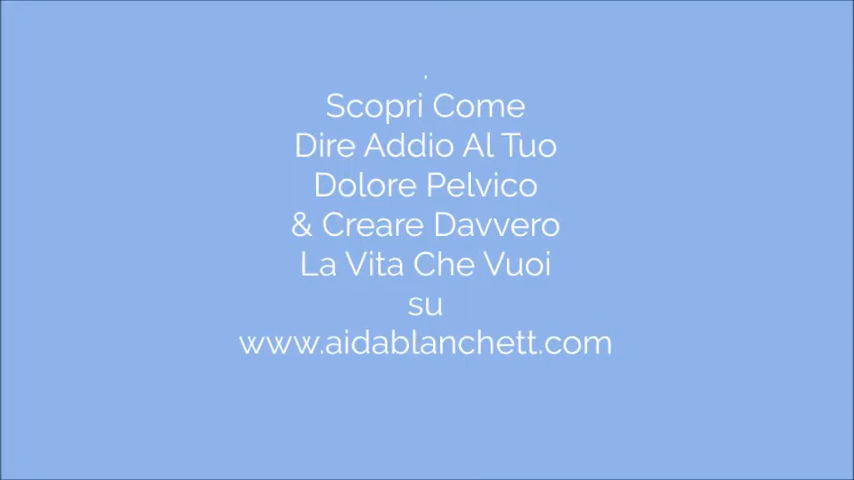 Scopri Come
Dire Addio Al Tuo
Dolore Pelvico
& Creare Davvero
La Vita Che Vuoi
su
www.aidablanchett.com